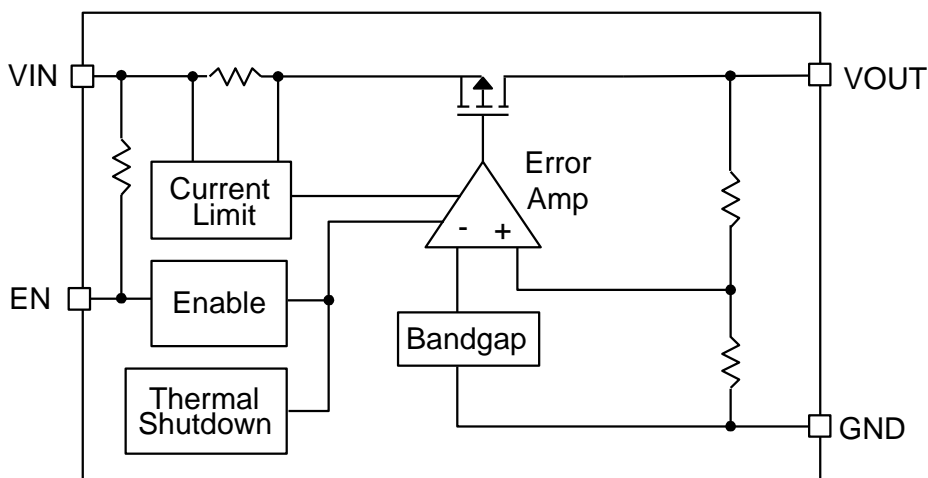 VIN
VOUT
Error
Amp
Current
Limit
- +
EN
Enable
Bandgap
Thermal
Shutdown
GND